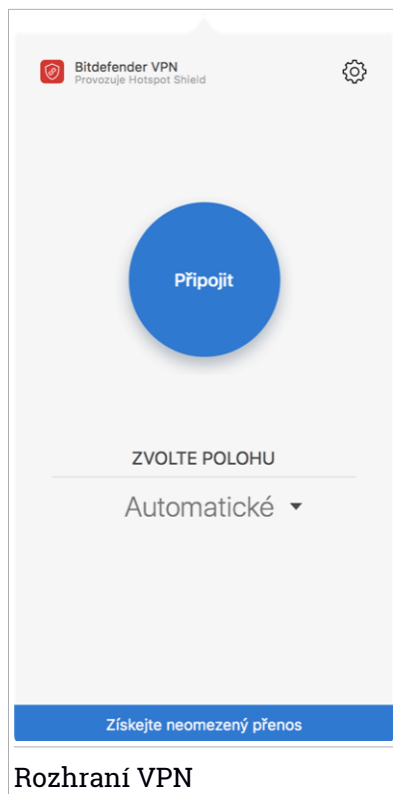 Bitdefender VPN
Provozuje Hotspot Shield
Připojit
ZVOLTE POLOHU
Automatické
Získejte neomezený přenos
Rozhraní VPN